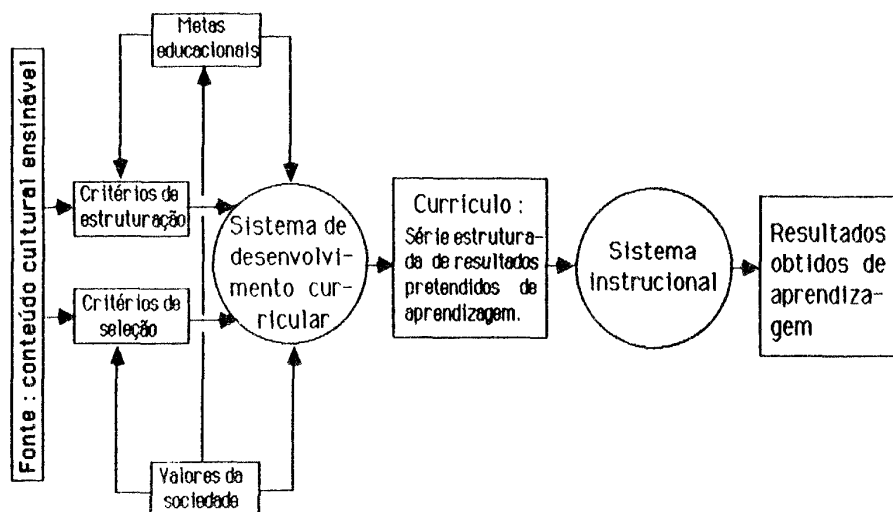 Fonte : conteúdo cultural ensinável
Metas
educacionais
Critérios de
estruturação
Critérios de
seleção
Valores da
sociedade
Sistema de
desenvolvi-
mento cur-
ricular
Curriculo :
Série estrutura-
da de resultados
pretendidos de
aprendizagem.
Sistema
instrucional
Resultados
obtidos de
aprendiza-
gem